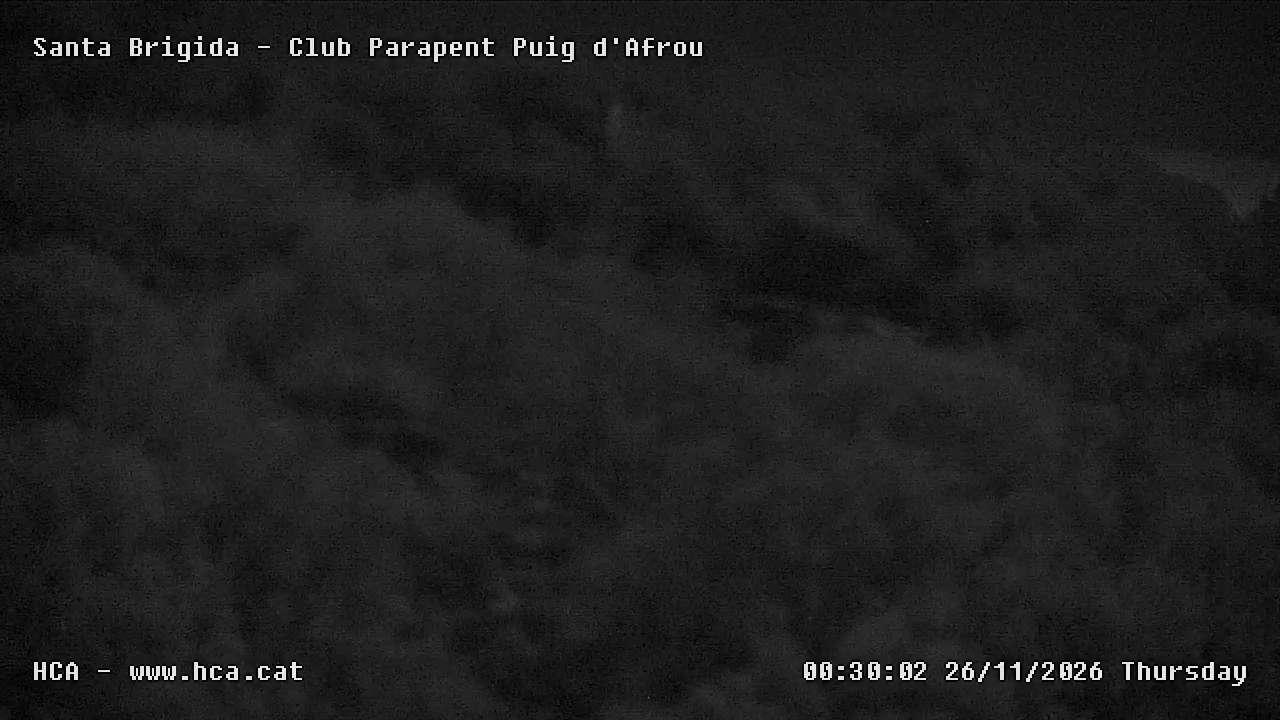 Santa Brigida - Club Parapent Puig d'Afrou
HCA - www.hca.cat
00:30:02 26/11/2026 Thursday